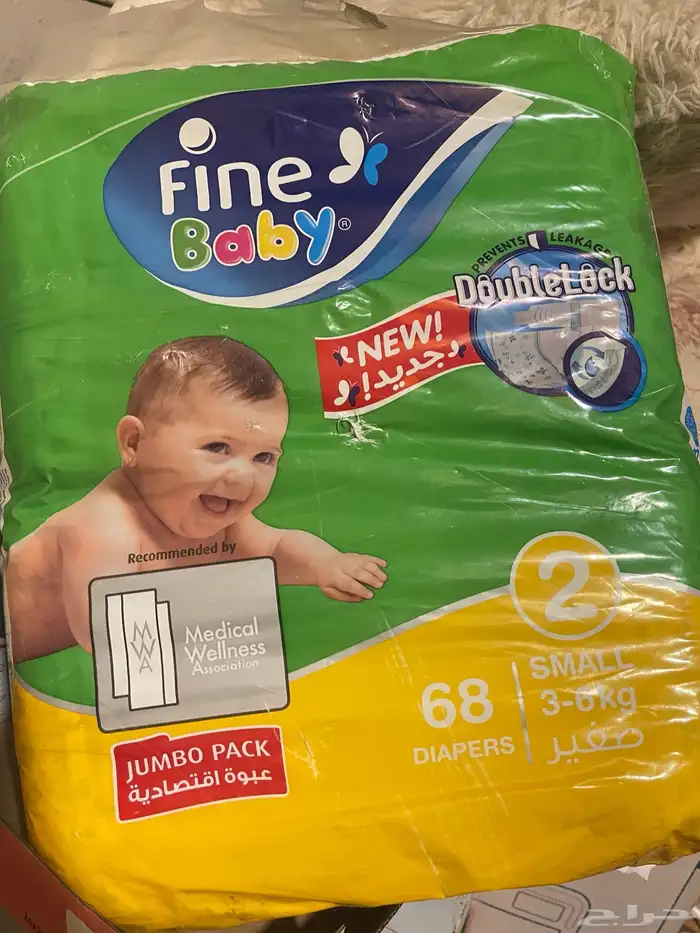 Fine
Baby®
PREVENTS LEAKAGE
DoubleLock
NEW!
جديد!
Recommended by
MWA
Medical
Wellness
Association
2
SMALL
68
3-6kg
DIAPERS
صغير
JUMBO PACK
عبوة اقتصادية
حراج